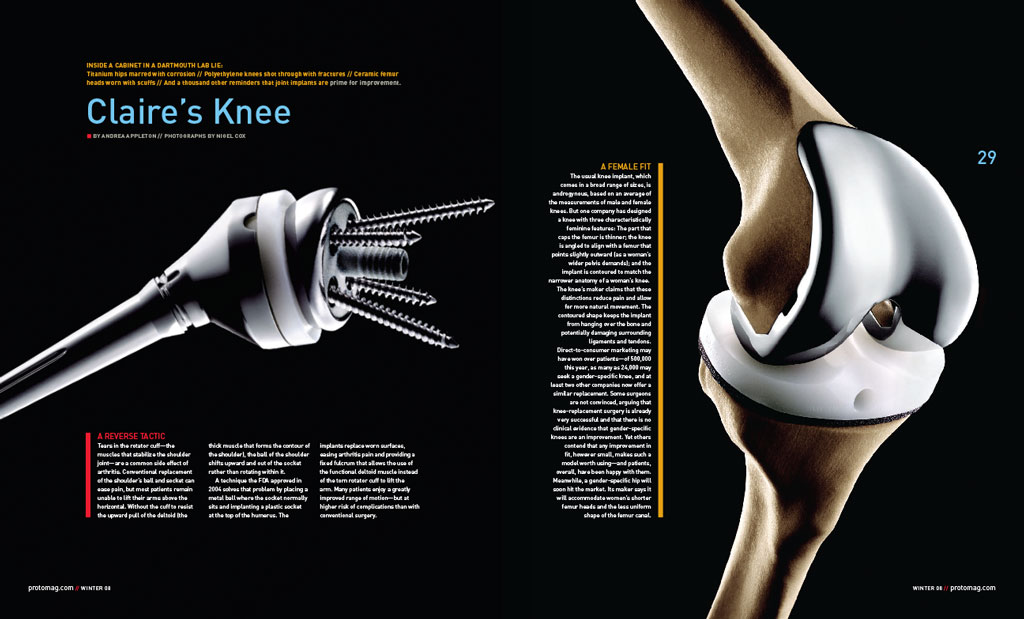 INSIDE A CABINET IN A DARTMOUTH LAB LIE:
Titanium hips marred with corrosion // Polyethylene knees shot through with fractures // Ceramic femur
heads worn with scuffs // And a thousand other reminders that joint implants are prime for improvement.
Claire's Knee
BY ANDREA APPLETON // PHOTOGRAPHS BY NIGEL COX
A REVERSE TACTIC
Tears in the rotator cuff—the
muscles that stabilize the shoulder
joint—are a common side effect of
arthritis. Conventional replacement
of the shoulder's ball and socket can
ease pain, but most patients remain
unable to lift their arms above the
horizontal. Without the cuff to resist
the upward pull of the deltoid (the
thick muscle that forms the contour of
the shoulder), the ball of the shoulder
shifts upward and out of the socket
rather than rotating within it.
A technique the FDA approved in
2004 solves that problem by placing a
metal ball where the socket normally
sits and implanting a plastic socket
at the top of the humerus. The
implants replace worn surfaces,
easing arthritis pain and providing a
fixed fulcrum that allows the use of
the functional deltoid muscle instead
of the torn rotator cuff to lift the
arm. Many patients enjoy a greatly
improved range of motion—but at
higher risk of complications than with
conventional surgery.
protomag.com // WINTER 08
A FEMALE FIT
The usual knee implant, which
comes in a broad range of sizes, is
androgynous, based on an average of
the measurements of male and female
knees. But one company has designed
a knee with three characteristically
feminine features: The part that
caps the femur is thinner; the knee
is angled to align with a femur that
points slightly outward (as a woman's
wider pelvis demands); and the
implant is contoured to match the
narrower anatomy of a woman's knee.
The knee's maker claims that these
distinctions reduce pain and allow
for more natural movement. The
contoured shape keeps the implant
from hanging over the bone and
potentially damaging surrounding
ligaments and tendons.
Direct-to-consumer marketing may
have won over patients—of 500,000
this year, as many as 24,000 may
seek a gender-specific knee, and at
least two other companies now offer a
similar replacement. Some surgeons
are not convinced, arguing that
knee-replacement surgery is already
very successful and that there is no
clinical evidence that gender-specific
knees are an improvement. Yet others
contend that any improvement in
fit, however small, makes such a
model worth using—and patients,
overall, have been happy with them.
Meanwhile, a gender-specific hip will
soon hit the market. Its maker says it
will accommodate women's shorter
femur heads and the less uniform
shape of the femur canal.
29
WINTER 08 // protomag.com